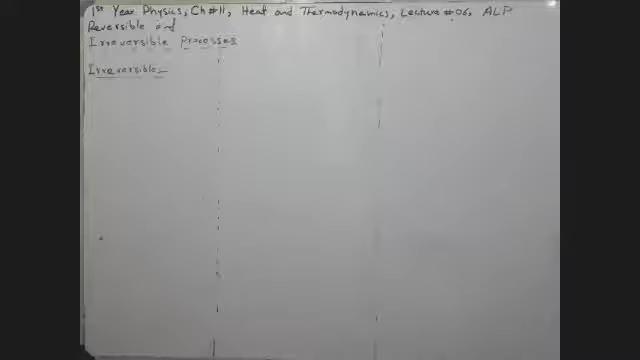 1st Year Physics, Ch#11, Heat and Thermodynamics, Lecture #06, ALP
Reversible and
Irreversible Processes
Irreversible